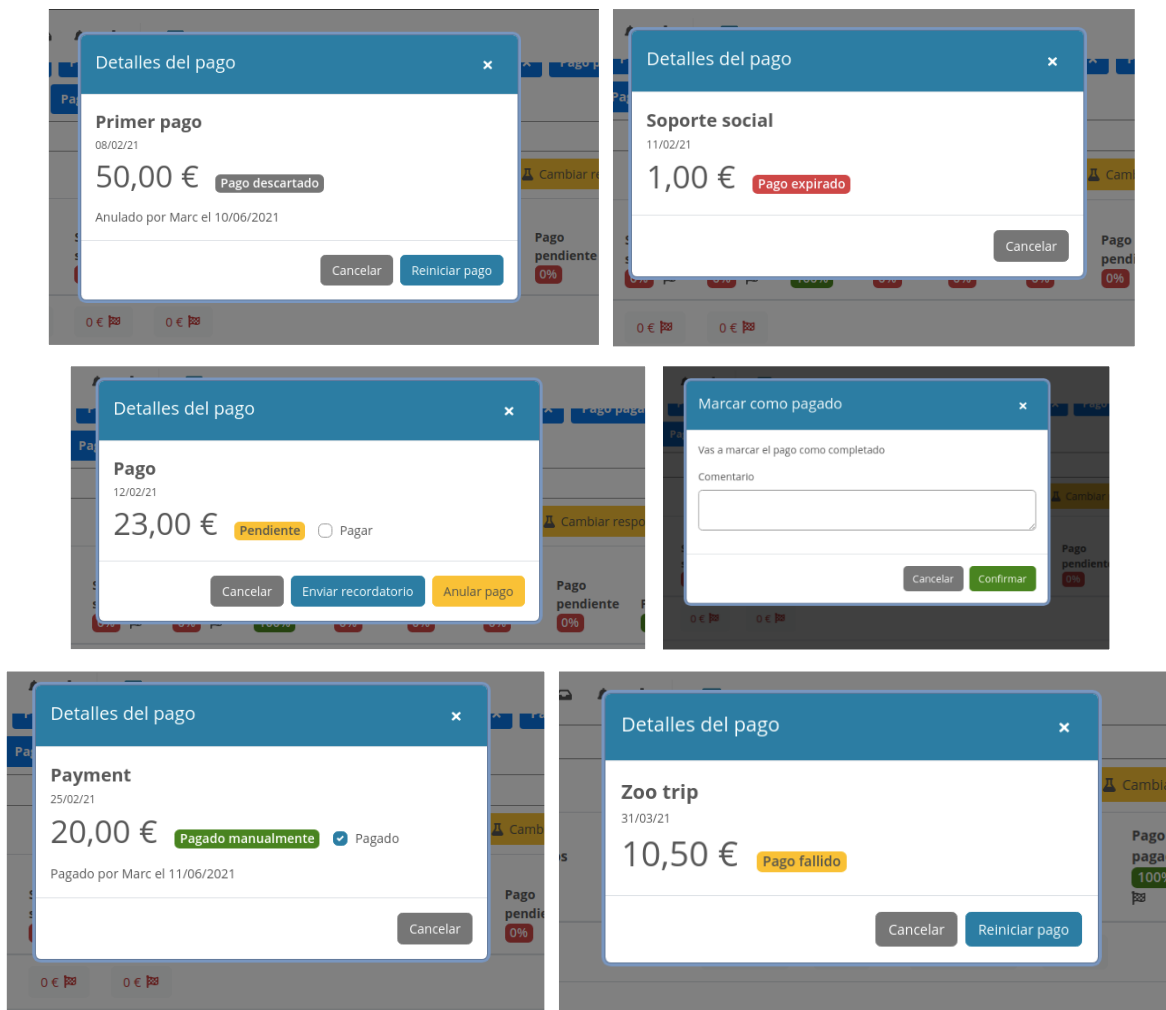 Detalles del pago
Primer pago
08/02/21
50,00 € Pago descartado
Anulado por Marc el 10/06/2021
Cancelar Reiniciar pago
Pago
pendiente
0%
0 € 0 €
Detalles del pago
Soporte social
11/02/21
1,00 € Pago expirado
Cancelar
Pago
0%
0 € 0 €
Detalles del pago
Pago
12/02/21
23,00 € Pendiente Pagar
Cancelar Enviar recordatorio Anular pago
Cambiar respo
Pago
pendiente
0%
Marcar como pagado
Vas a marcar el pago como completado
Comentario
Cancelar Confirmar
Cambiar
Pago
pendiente
0%
0 € 0 €
Detalles del pago
Payment
25/02/21
20,00 € Pagado manualmente Pagado
Pagado por Marc el 11/06/2021
Cancelar
Pago
0%
0 € 0 €
Detalles del pago
Zoo trip
31/03/21
10,50 € Pago fallido
Cancelar Reiniciar pago
Pago
100%